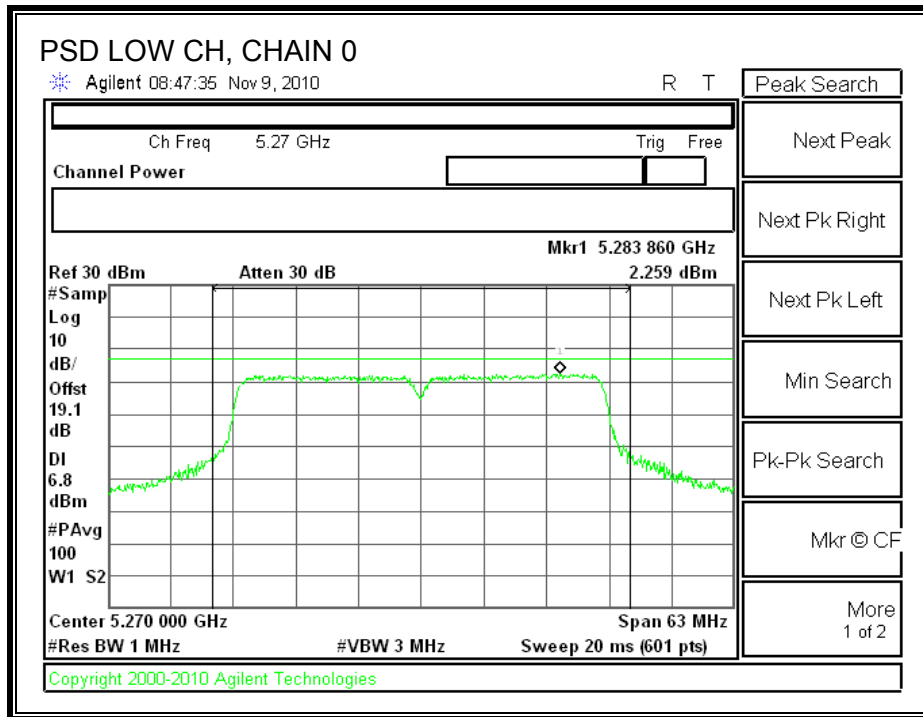 PSD LOW CH, CHAIN 0
Agilent 08:47:35 Nov 9, 2010 R T
Peak Search
Ch Freq 5.27 GHz Trig Free
Channel Power
Next Peak
Next Pk Right
Mkr1 5.283 860 GHz
Ref 30 dBm Atten 30 dB 2.259 dBm
#Samp
Log
10
dB/
Offst
19.1
dB
DI
6.8
dBm
#PAvg
100
W1 S2
1
Next Pk Left
Min Search
Pk-Pk Search
Mkr © CF
More
1 of 2
Center 5.270 000 GHz Span 63 MHz
#Res BW 1 MHz #VBW 3 MHz Sweep 20 ms (601 pts)
Copyright 2000-2010 Agilent Technologies